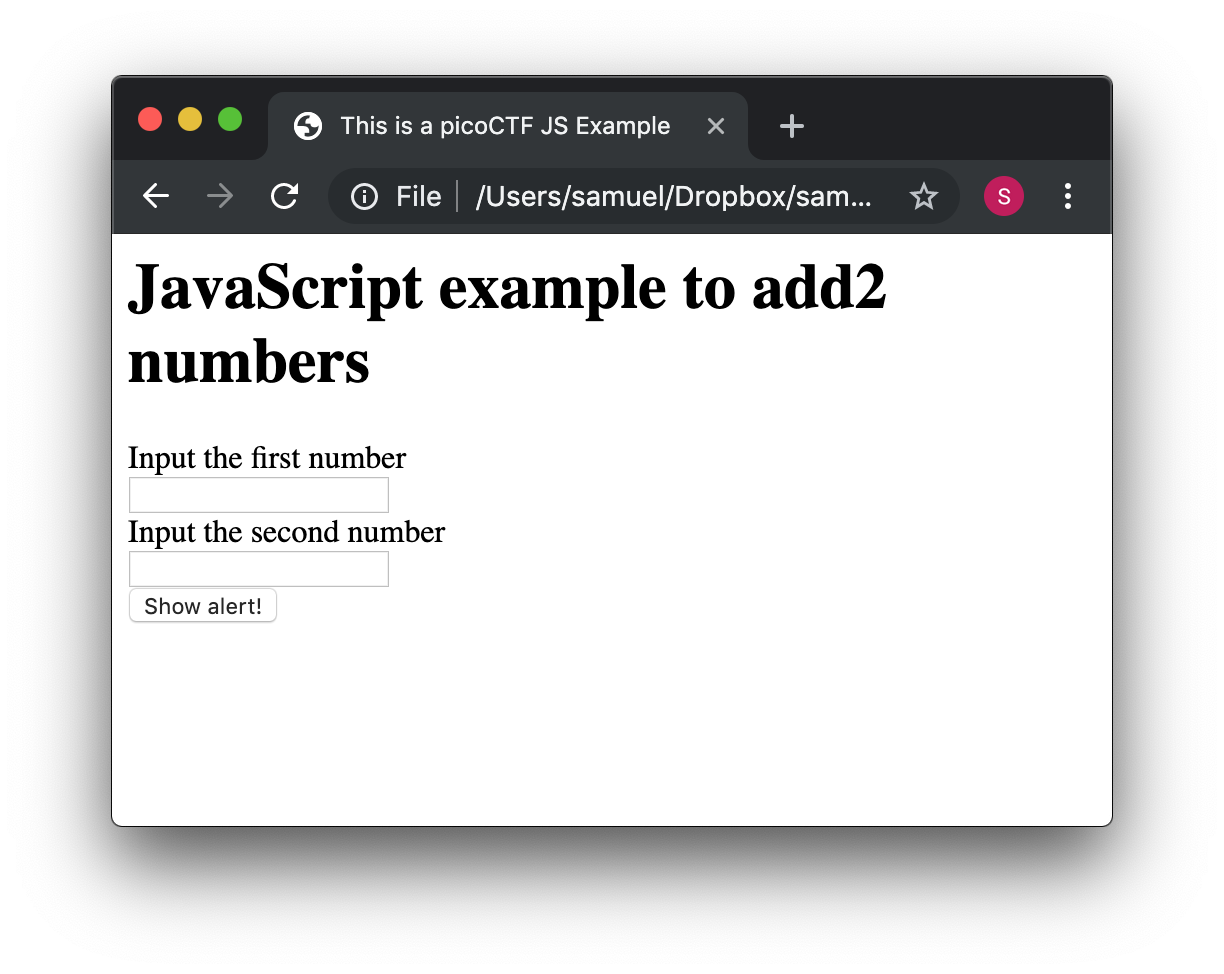 This is a picoCTF JS Example
File /Users/samuel/Dropbox/sam... S
JavaScript example to add2
numbers
Input the first number
Input the second number
Show alert!